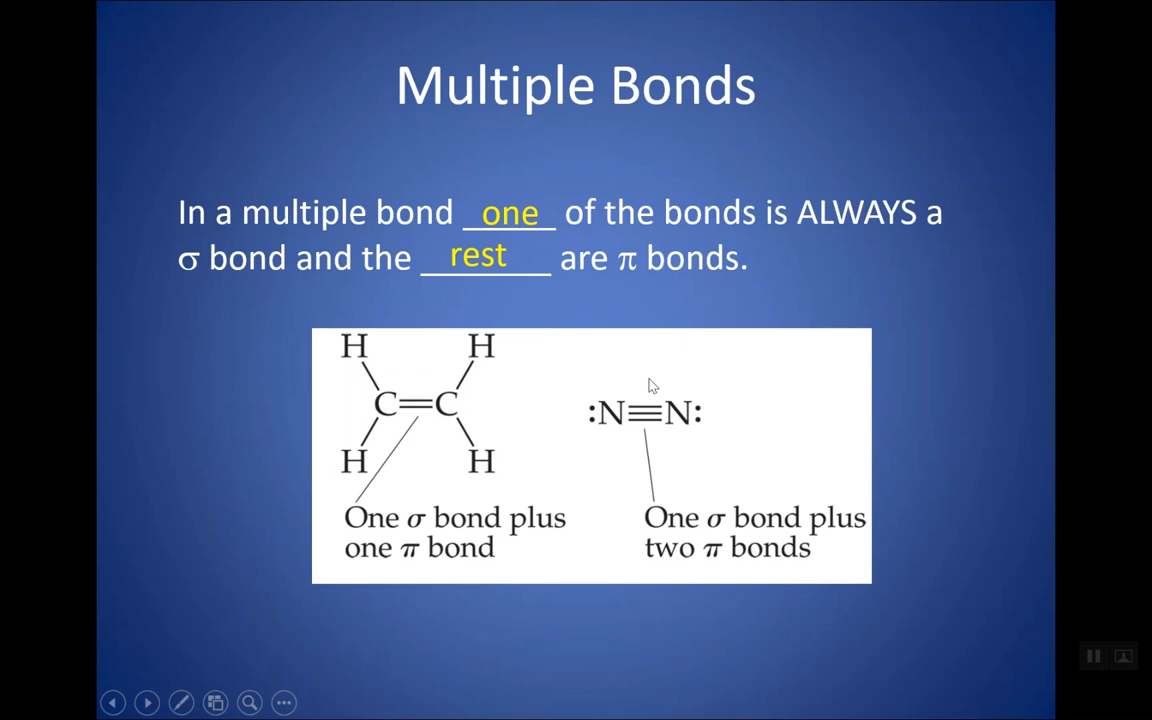 Multiple Bonds
In a multiple bond one of the bonds is ALWAYS a
σ bond and the rest are π bonds.
H H
C=C
H H
:N≡N:
One σ bond plus
one π bond
One σ bond plus
two π bonds